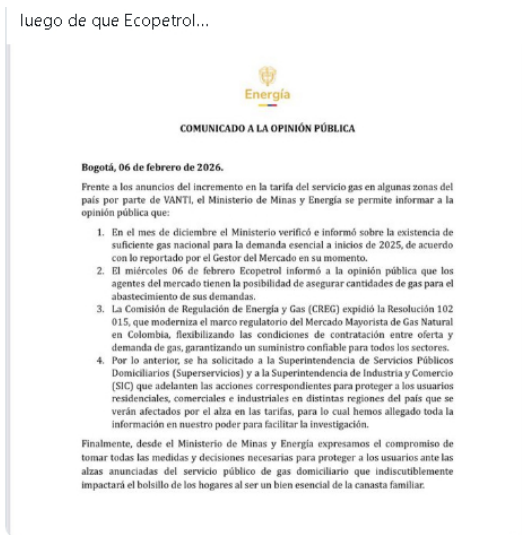 luego de que Ecopetrol...
Energía
COMUNICADO A LA OPINIÓN PÚBLICA
Bogotá, 06 de febrero de 2026.
Frente a los anuncios del incremento en la tarifa del servicio gas en algunas zonas del
país por parte de VANTI, el Ministerio de Minas y Energía se permite informar a la
opinión pública que:
1. En el mes de diciembre el Ministerio verificó e informó sobre la existencia de
suficiente gas nacional para la demanda esencial a inicios de 2025, de acuerdo
con lo reportado por el Gestor del Mercado en su momento.
2. El miércoles 06 de febrero Ecopetrol informó a la opinión pública que los
agentes del mercado tienen la posibilidad de asegurar cantidades de gas para el
abastecimiento de sus demandas.
3. La Comisión de Regulación de Energía y Gas (CREG) expidió la Resolución 102
015, que moderniza el marco regulatorio del Mercado Mayorista de Gas Natural
en Colombia, flexibilizando las condiciones de contratación entre oferta y
demanda de gas, garantizando un suministro confiable para todos los sectores.
4. Por lo anterior, se ha solicitado a la Superintendencia de Servicios Públicos
Domiciliarios (Superservicios) y a la Superintendencia de Industria y Comercio
(SIC) que adelanten las acciones correspondientes para proteger a los usuarios
residenciales, comerciales e industriales en distintas regiones del país que se
verán afectados por el alza en las tarifas, para lo cual hemos allegado toda la
información en nuestro poder para facilitar la investigación.
Finalmente, desde el Ministerio de Minas y Energía expresamos el compromiso de
tomar todas las medidas y decisiones necesarias para proteger a los usuarios ante las
alzas anunciadas del servicio público de gas domiciliario que indiscutiblemente
impactará el bolsillo de los hogares al ser un bien esencial de la canasta familiar.